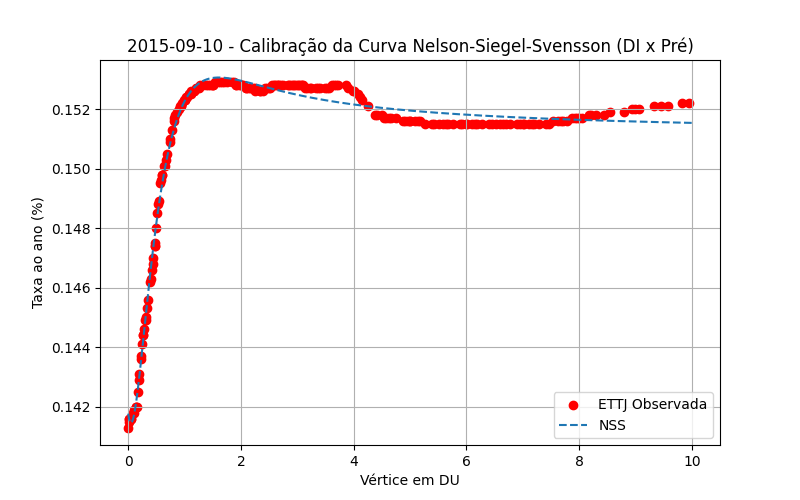 2015-09-10 - Calibração da Curva Nelson-Siegel-Svensson (DI x Pré)
Taxa ao ano (%)
0.152
0.150
0.148
0.146
0.144
0.142
0 2 4 6 8 10
Vértice em DU
ETTJ Observada
NSS